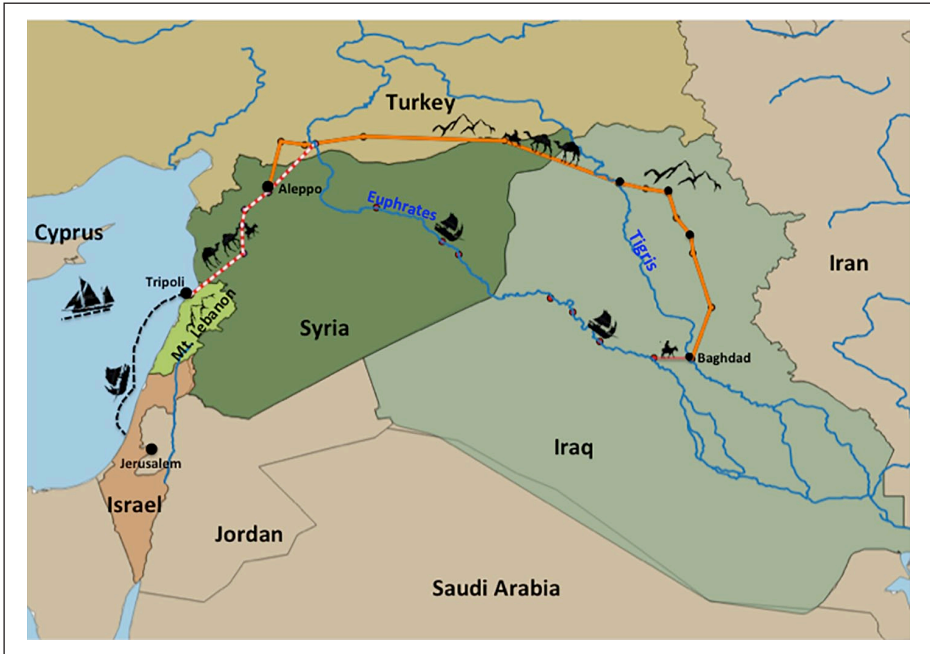 Turkey
Aleppo
Euphrates
Cyprus
Tigris
Iran
Tripoli
Mt. Lebanon
Syria
Baghdad
Iraq
Jerusalem
Israel
Jordan
Saudi Arabia